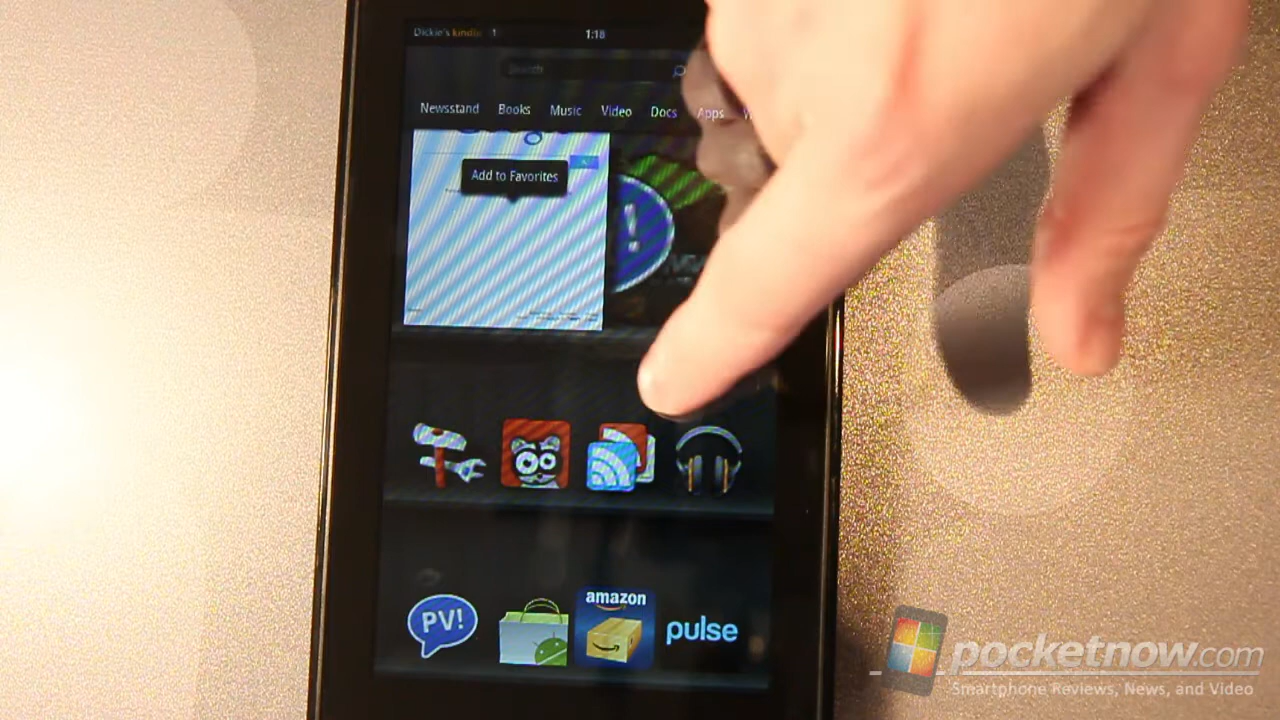 Dickie's kindle 1 1:18
Search
Newsstand Books Music Video Docs Apps W
Add to Favorites
PV! amazon pulse
pocketnow.com
Smartphone Reviews, News, and Video